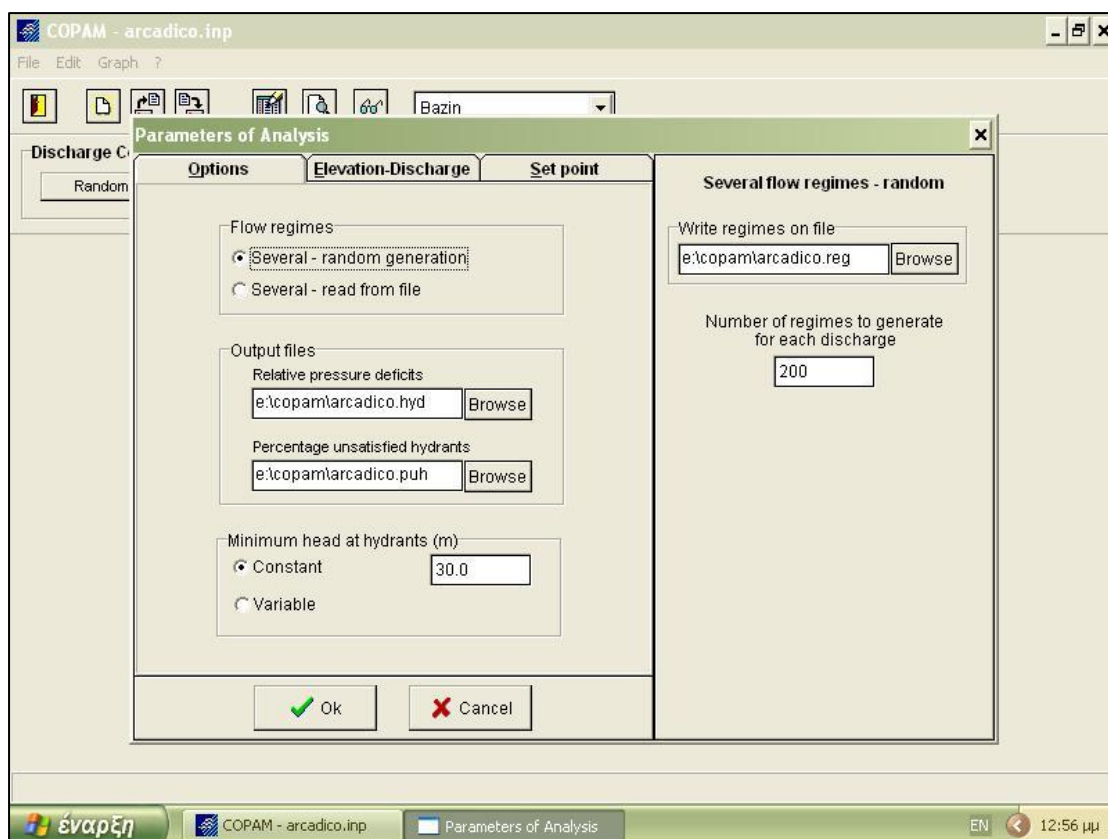 COPAM - arcadico.inp
File Edit Graph ?
Bazin
Discharge C
Random
Parameters of Analysis
Options Elevation-Discharge Set point
Flow regimes
Several - random generation
Several - read from file
Output files
Relative pressure deficits
e:\copam\arcadico.hyd Browse
Percentage unsatisfied hydrants
e:\copam\arcadico.puh Browse
Minimum head at hydrants (m)
Constant 30.0
Variable
Ok Cancel
Several flow regimes - random
Write regimes on file
e:\copam\arcadico.reg Browse
Number of regimes to generate
for each discharge
200
έναρξη COPAM - arcadico.inp Parameters of Analysis EN 12:56 μμ